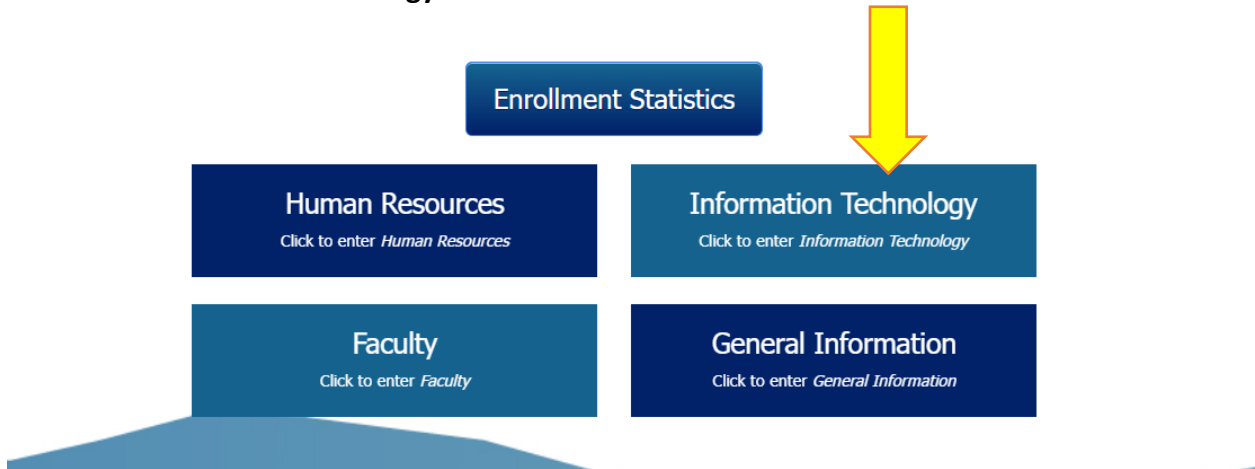 Enrollment Statistics
Human Resources
Click to enter Human Resources
Information Technology
Click to enter Information Technology
Faculty
Click to enter Faculty
General Information
Click to enter General Information